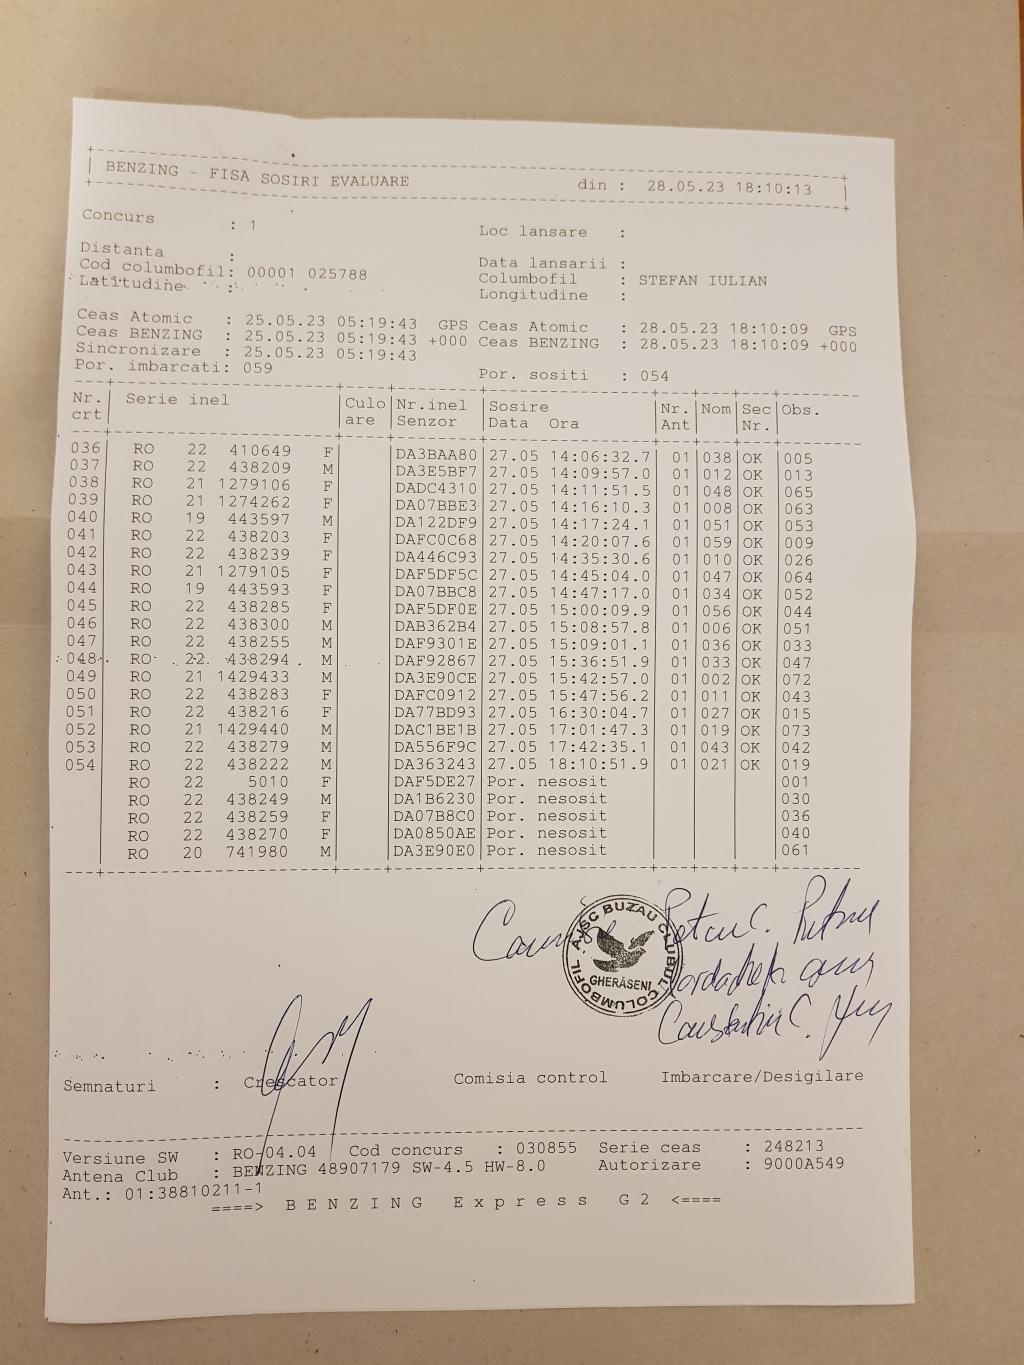 BENZING - FISA SOSIRI EVALUARE din : 28.05.23 18:10:13
Concurs : 1 Loc lansare :
Distanta : Data lansarii :
Cod columbofil: 00001 025788 Columbofil : STEFAN IULIAN
Latitudine : Longitudine :
Ceas Atomic : 25.05.23 05:19:43 GPS Ceas Atomic : 28.05.23 18:10:09 GPS
Ceas BENZING : 25.05.23 05:19:43 +000 Ceas BENZING : 28.05.23 18:10:09 +000
Sincronizare : 25.05.23 05:19:43
Por. imbarcati: 059 Por. sositi : 054
Nr. Serie inel Culo Nr.inel Sosire Nr. Nom Sec Obs.
crt are Senzor Data Ora Ant Nr.
036 RO 22 410649 F DA3BAA80 27.05 14:06:32.7 01 038 OK 005
037 RO 22 438209 M DA3E5BF7 27.05 14:09:57.0 01 012 OK 013
038 RO 21 1279106 F DADC4310 27.05 14:11:51.5 01 048 OK 065
039 RO 21 1274262 F DA07BBE3 27.05 14:16:10.3 01 008 OK 063
040 RO 19 443597 M DA122DF9 27.05 14:17:24.1 01 051 OK 053
041 RO 22 438203 F DAFC0C68 27.05 14:20:07.6 01 059 OK 009
042 RO 22 438239 F DA446C93 27.05 14:35:30.6 01 010 OK 026
043 RO 21 1279105 F DAF5DF5C 27.05 14:45:04.0 01 047 OK 064
044 RO 19 443593 F DA07BBC8 27.05 14:47:17.0 01 034 OK 052
045 RO 22 438285 F DAF5DF0E 27.05 15:00:09.9 01 056 OK 044
046 RO 22 438300 M DAB362B4 27.05 15:08:57.8 01 006 OK 051
047 RO 22 438255 M DAF9301E 27.05 15:09:01.1 01 036 OK 033
048 RO 22 438294 M DAF92867 27.05 15:36:51.9 01 033 OK 047
049 RO 21 1429433 M DA3E90CE 27.05 15:42:57.0 01 002 OK 072
050 RO 22 438283 F DAFC0912 27.05 15:47:56.2 01 011 OK 043
051 RO 22 438216 F DA77BD93 27.05 16:30:04.7 01 027 OK 015
052 RO 21 1429440 M DAC1BE1B 27.05 17:01:47.3 01 019 OK 073
053 RO 22 438279 M DA556F9C 27.05 17:42:35.1 01 043 OK 042
054 RO 22 438222 M DA363243 27.05 18:10:51.9 01 021 OK 019
RO 22 5010 F DAF5DE27 Por. nesosit 001
RO 22 438249 M DA1B6230 Por. nesosit 030
RO 22 438259 F DA07B8C0 Por. nesosit 036
RO 22 438270 F DA0850AE Por. nesosit 040
RO 20 741980 M DA3E90E0 Por. nesosit 061
AJSC BUZAU CLUBUL COLUMBOFIL
GHERĂSENI
Semnaturi : Crescator Comisia control Imbarcare/Desigilare
Versiune SW : RO-04.04 Cod concurs : 030855 Serie ceas : 248213
Antena Club : BENZING 48907179 SW-4.5 HW-8.0 Autorizare : 9000A549
Ant.: 01:38810211-1
====> BENZING Express G2 <====